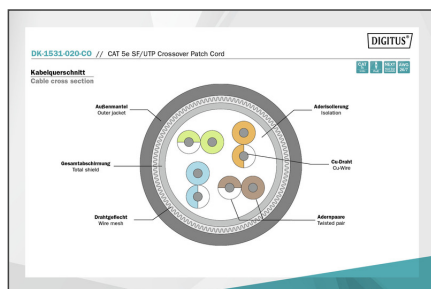 DIGITUS®
DK-1531-020-CO // CAT 5e SF/UTP Crossover Patch Cord
Kabelquerschnitt
Cable cross section
Außenmantel
Outer jacket
Aderisolierung
Isolation
Gesamtabschirmung
Total shield
Cu-Draht
Cu-Wire
Drahtgeflecht
Wire mesh
Adernpaare
Twisted pair